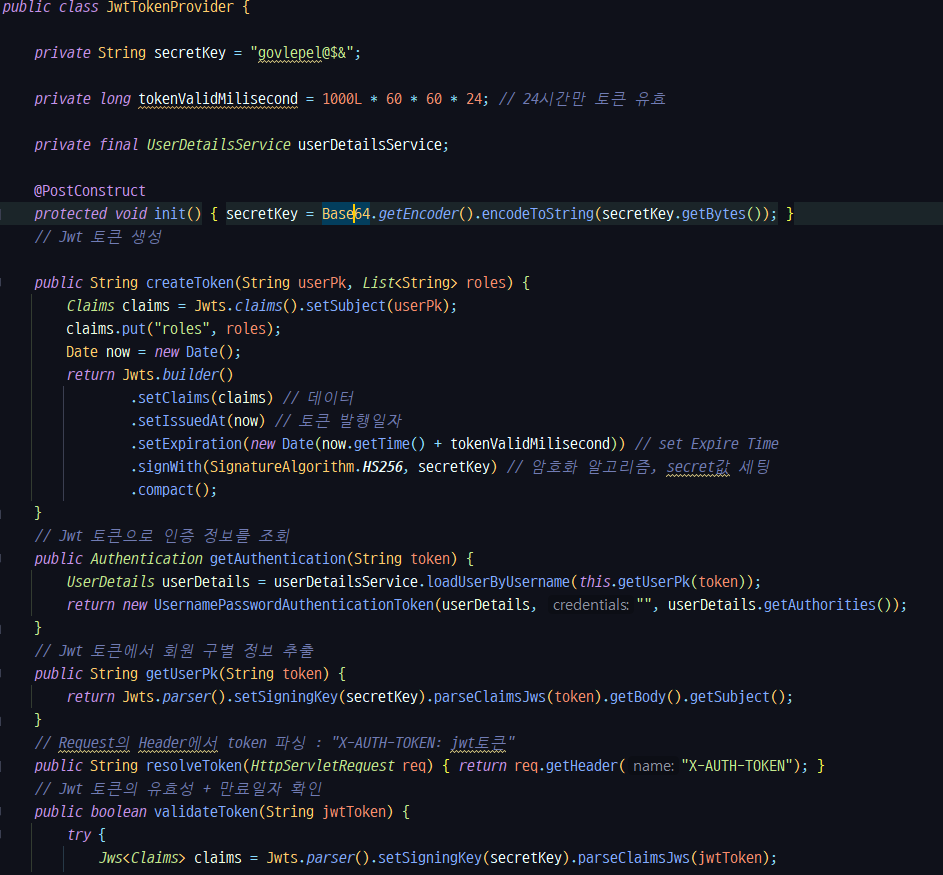 public class JwtTokenProvider {
private String secretKey = "govlepel@$&";
private long tokenValidMilisecond = 1000L * 60 * 60 * 24; // 24시간만 토큰 유효
private final UserDetailsService userDetailsService;
@PostConstruct
protected void init() { secretKey = Base64.getEncoder().encodeToString(secretKey.getBytes()); }
// Jwt 토큰 생성
public String createToken(String userPk, List<String> roles) {
Claims claims = Jwts.claims().setSubject(userPk);
claims.put("roles", roles);
Date now = new Date();
return Jwts.builder()
.setClaims(claims) // 데이터
.setIssuedAt(now) // 토큰 발행일자
.setExpiration(new Date(now.getTime() + tokenValidMilisecond)) // set Expire Time
.signWith(SignatureAlgorithm.HS256, secretKey) // 암호화 알고리즘, secret값 세팅
.compact();
}
// Jwt 토큰으로 인증 정보를 조회
public Authentication getAuthentication(String token) {
UserDetails userDetails = userDetailsService.loadUserByUsername(this.getUserPk(token));
return new UsernamePasswordAuthenticationToken(userDetails, credentials: "", userDetails.getAuthorities());
}
// Jwt 토큰에서 회원 구별 정보 추출
public String getUserPk(String token) {
return Jwts.parser().setSigningKey(secretKey).parseClaimsJws(token).getBody().getSubject();
}
// Request의 Header에서 token 파싱 : "X-AUTH-TOKEN: jwt토큰"
public String resolveToken(HttpServletRequest req) { return req.getHeader( name: "X-AUTH-TOKEN"); }
// Jwt 토큰의 유효성 + 만료일자 확인
public boolean validateToken(String jwtToken) {
try {
Jws<Claims> claims = Jwts.parser().setSigningKey(secretKey).parseClaimsJws(jwtToken);